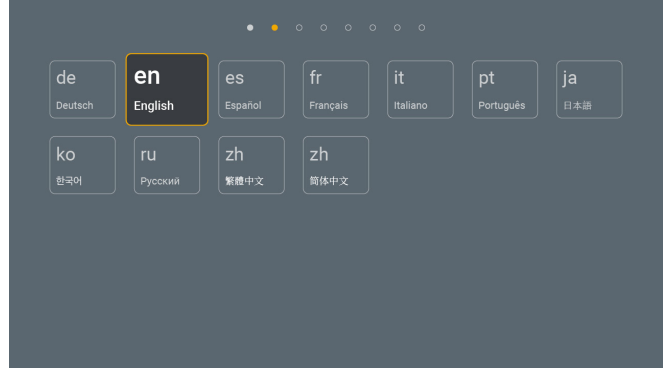 de
Deutsch
en
English
es
Español
fr
Français
it
Italiano
pt
Português
ja
日本語
ko
한국어
ru
Русский
zh
繁體中文
zh
简体中文